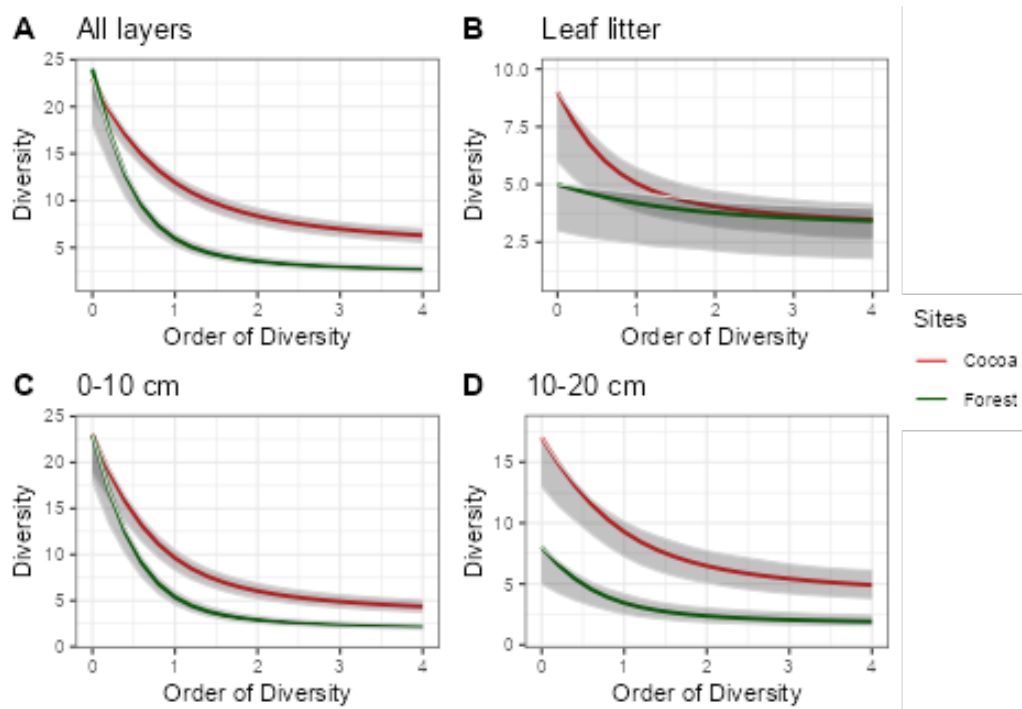 A All layers
25
20
15
10
5
Diversity
0 1 2 3 4
Order of Diversity
B Leaf litter
10.0
7.5
5.0
2.5
Diversity
0 1 2 3 4
Order of Diversity
Sites
Cocoa
Forest
C 0-10 cm
25
20
15
10
5
0
Diversity
0 1 2 3 4
Order of Diversity
D 10-20 cm
15
10
5
0
Diversity
0 1 2 3 4
Order of Diversity